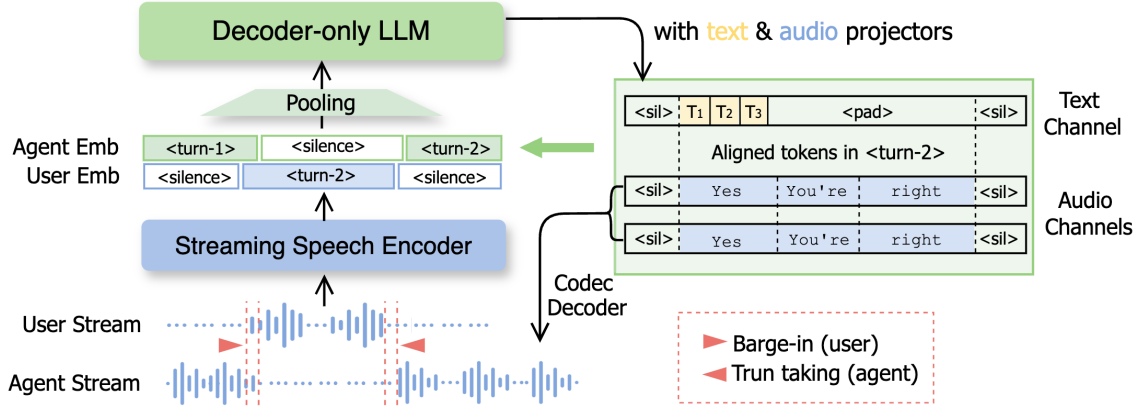 Decoder-only LLM
with text & audio projectors
Pooling
Agent Emb
<turn-1> <silence> <turn-2>
User Emb
<silence> <turn-2> <silence>
Streaming Speech Encoder
User Stream
Agent Stream
<sil> T1 T2 T3 <pad> <sil>
Text
Channel
Aligned tokens in <turn-2>
<sil> Yes You're right <sil>
<sil> Yes You're right <sil>
Audio
Channels
Codec
Decoder
Barge-in (user)
Trun taking (agent)